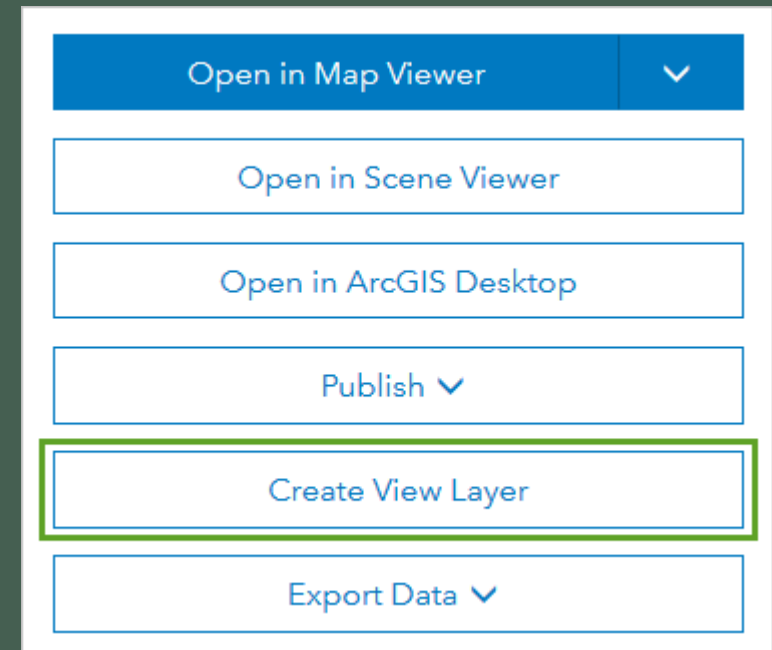 Open in Map Viewer
Open in Scene Viewer
Open in ArcGIS Desktop
Publish
Create View Layer
Export Data